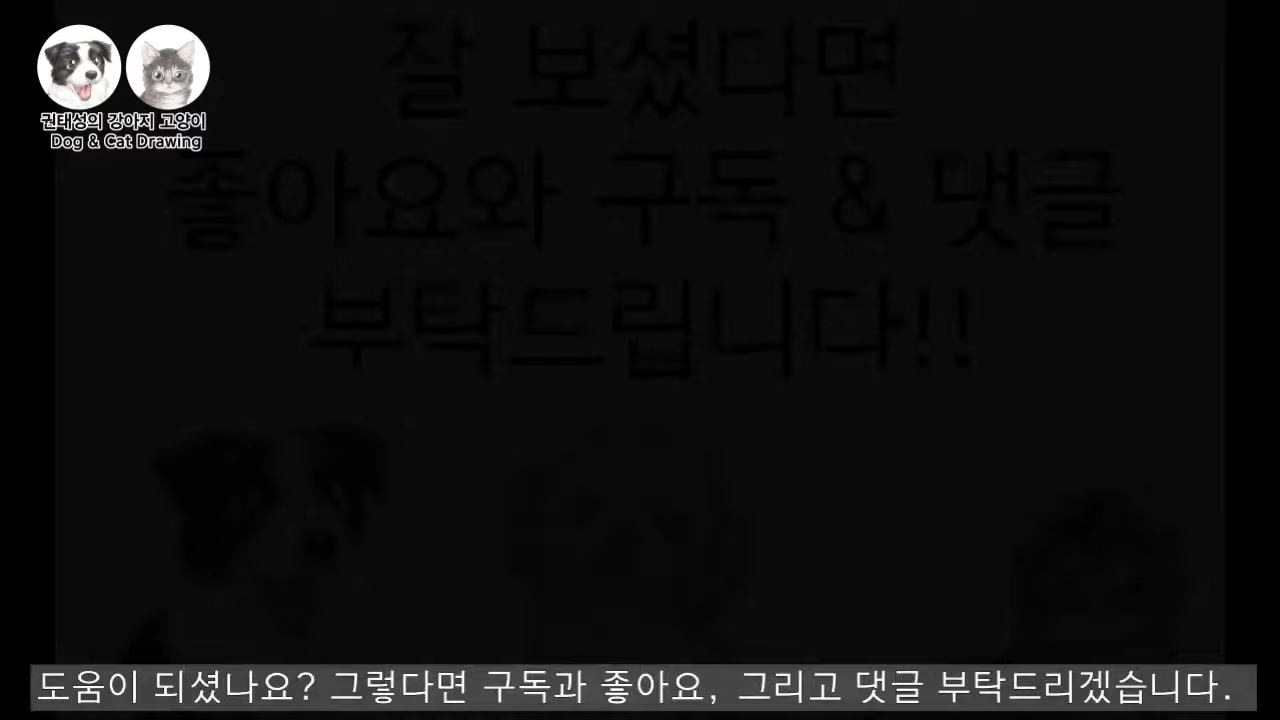 권태성의 강아지 고양이
Dog & Cat Drawing
잘 보셨다면
좋아요와 구독 & 댓글
부탁드립니다!!
도움이 되셨나요? 그렇다면 구독과 좋아요, 그리고 댓글 부탁드리겠습니다.